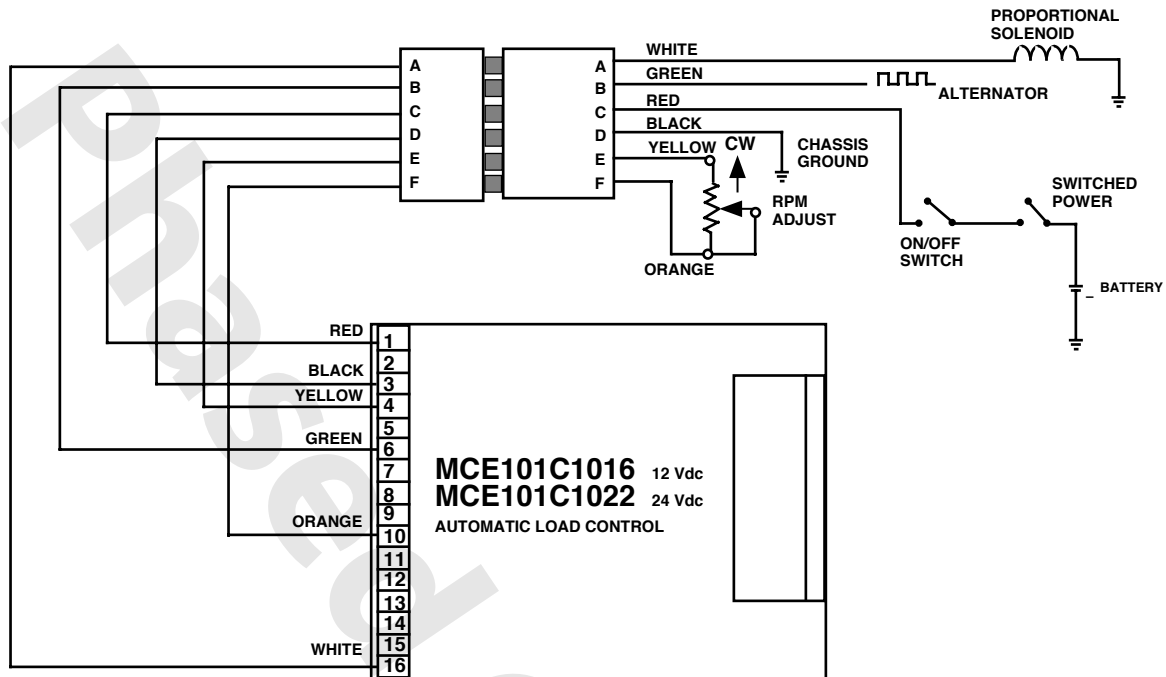 PROPORTIONAL
SOLENOID
WHITE
A
A
GREEN
B
B
ALTERNATOR
RED
C
C
BLACK
D
D
CW
CHASSIS
GROUND
YELLOW
E
E
F
F
RPM
ADJUST
SWITCHED
POWER
ON/OFF
SWITCH
ORANGE
– BATTERY
RED
1
2
BLACK
3
YELLOW
4
5
GREEN
6
7
MCE101C1016 12 Vdc
8
MCE101C1022 24 Vdc
9
ORANGE
10
AUTOMATIC LOAD CONTROL
11
12
13
14
15
WHITE
16
Phased